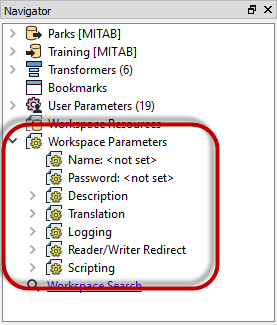 Navigator
Parks [MITAB]
Training [MITAB]
Transformers (6)
Bookmarks
User Parameters (19)
Workspace Resources
Workspace Parameters
Name: <not set>
Password: <not set>
Description
Translation
Logging
Reader/Writer Redirect
Scripting
Workspace Search